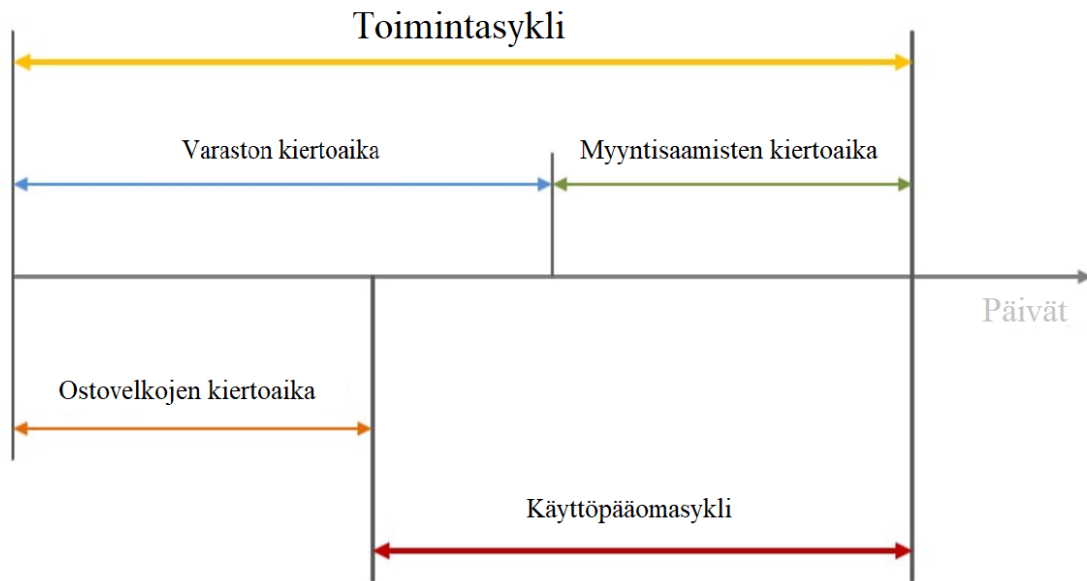 Toimintasykli
Varaston kiertoaika
Myyntisaamisten kiertoaika
Päivät
Ostovelkojen kiertoaika
Käyttöpääomasykli